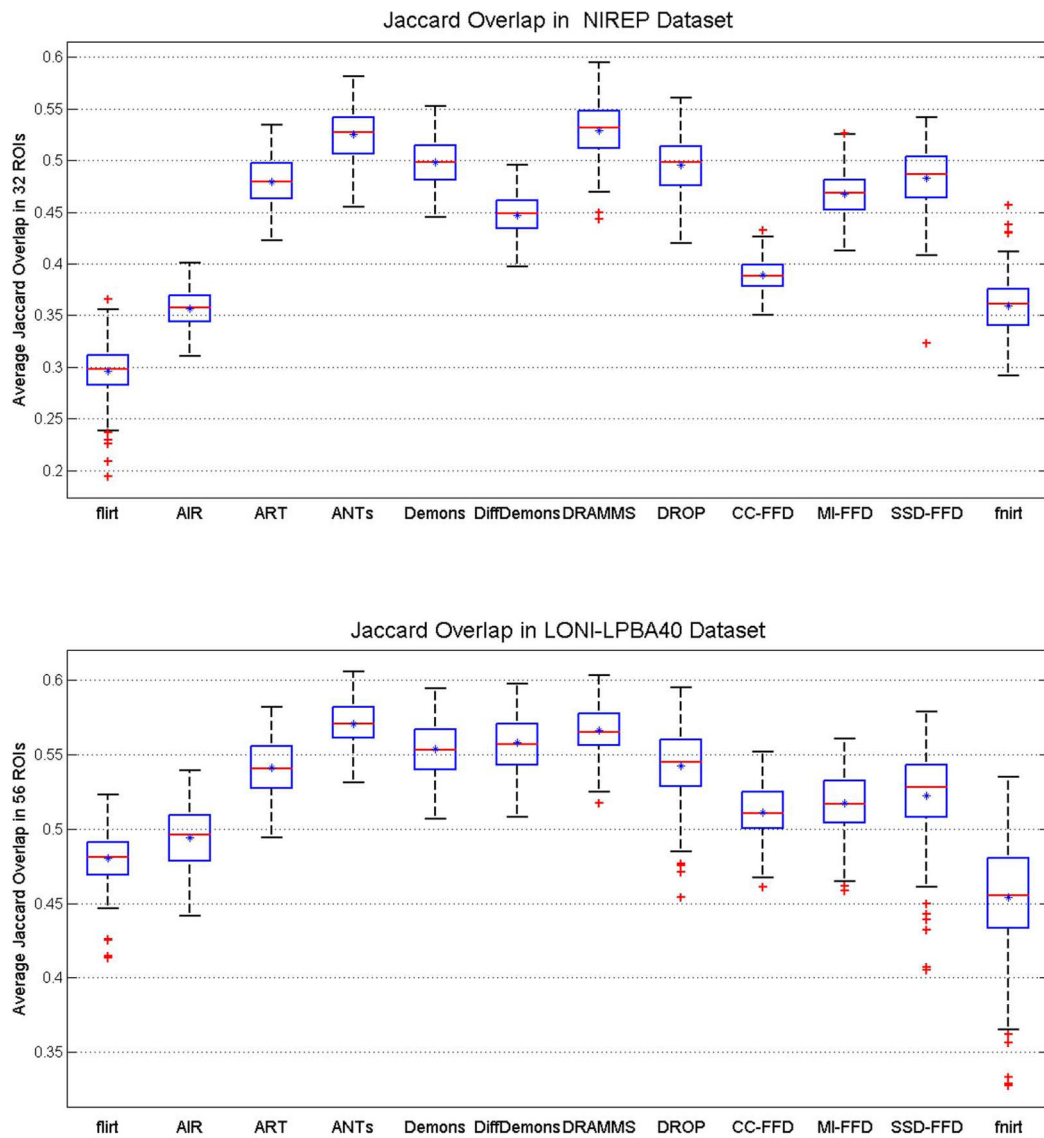 Jaccard Overlap in NIREP Dataset
Average Jaccard Overlap in 32 ROIs
0.6
0.55
0.5
0.45
0.4
0.35
0.3
0.25
0.2
flirt AIR ART ANTs Demons DiffDemons DRAMMS DROP CC-FFD MI-FFD SSD-FFD fnirt
Jaccard Overlap in LONI-LPBA40 Dataset
Average Jaccard Overlap in 56 ROIs
0.6
0.55
0.5
0.45
0.4
0.35
flirt AIR ART ANTs Demons DiffDemons DRAMMS DROP CC-FFD MI-FFD SSD-FFD fnirt